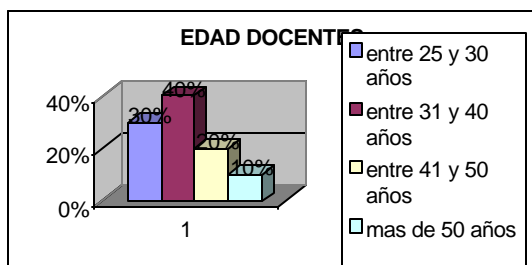 EDAD DOCENTES
40%
20%
0%
30%
40%
20%
10%
1
entre 25 y 30
años
entre 31 y 40
años
entre 41 y 50
años
mas de 50 años